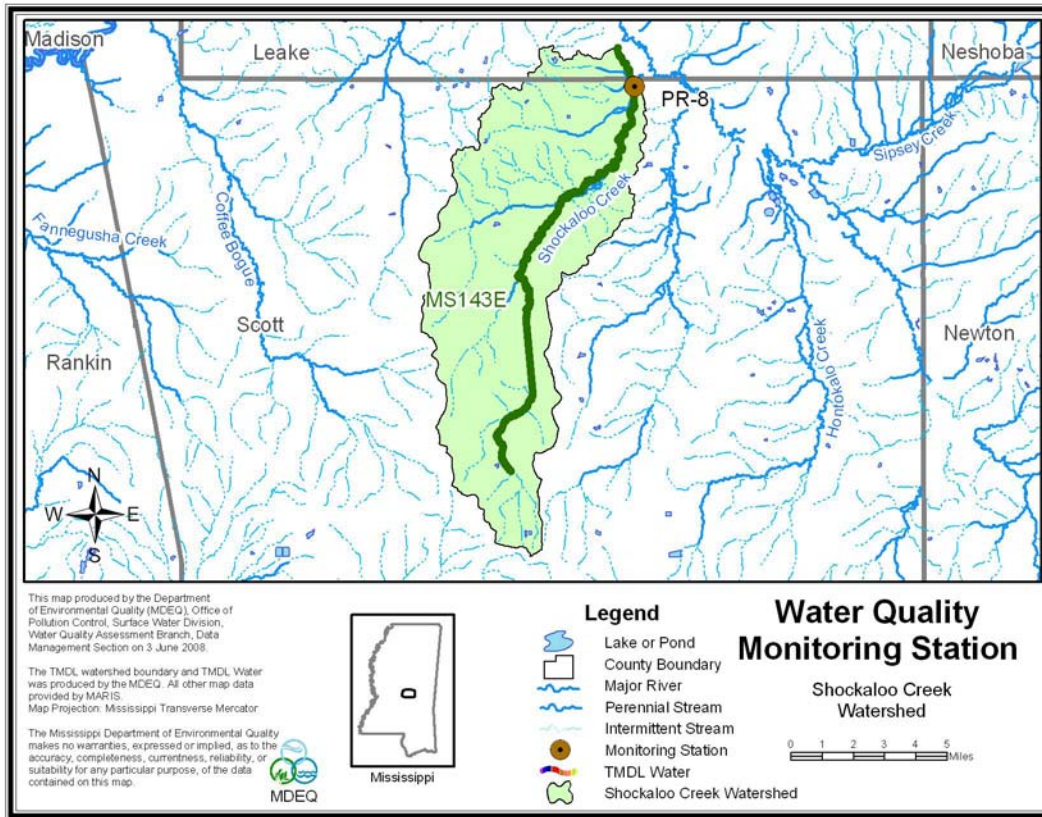 Madison
Leake
Neshoba
PR-8
Sipsey Creek
Shockaloo Creek
Coffee Bogue
Fannegusha Creek
MS143E
Scott
Rankin
Newton
Hontokalo Creek
N
W E
S
This map produced by the Department
of Environmental Quality (MDEQ), Office of
Pollution Control, Surface Water Division,
Water Quality Assessment Branch, Data
Management Section on 3 June 2008.
The TMDL watershed boundary and TMDL Water
was produced by the MDEQ. All other map data
provided by MARIS.
Map Projection: Mississippi Transverse Mercator
The Mississippi Department of Environmental Quality
makes no warranties, expressed or implied, as to the
accuracy, completeness, currentness, reliability, or
suitability for any particular purpose, of the data
contained on this map.
MDEQ
Mississippi
Legend
Lake or Pond
County Boundary
Major River
Perennial Stream
Intermittent Stream
Monitoring Station
TMDL Water
Shockaloo Creek Watershed
Water Quality
Monitoring Station
Shockaloo Creek
Watershed
0 1 2 3 4 5
Miles